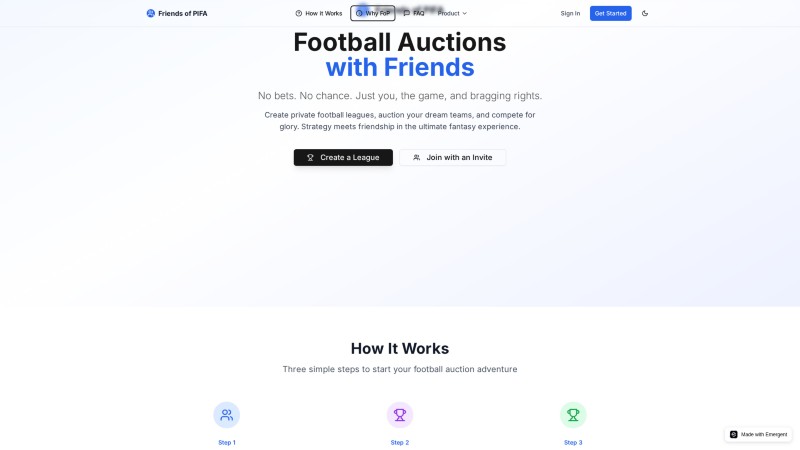 Friends of PIFA
How It Works
Why FoP
FAQ
Product
Sign In
Get Started
Football Auctions
with Friends
No bets. No chance. Just you, the game, and bragging rights.
Create private football leagues, auction your dream teams, and compete for
glory. Strategy meets friendship in the ultimate fantasy experience.
Create a League
Join with an Invite
How It Works
Three simple steps to start your football auction adventure
Step 1
Step 2
Step 3
Made with Emergent